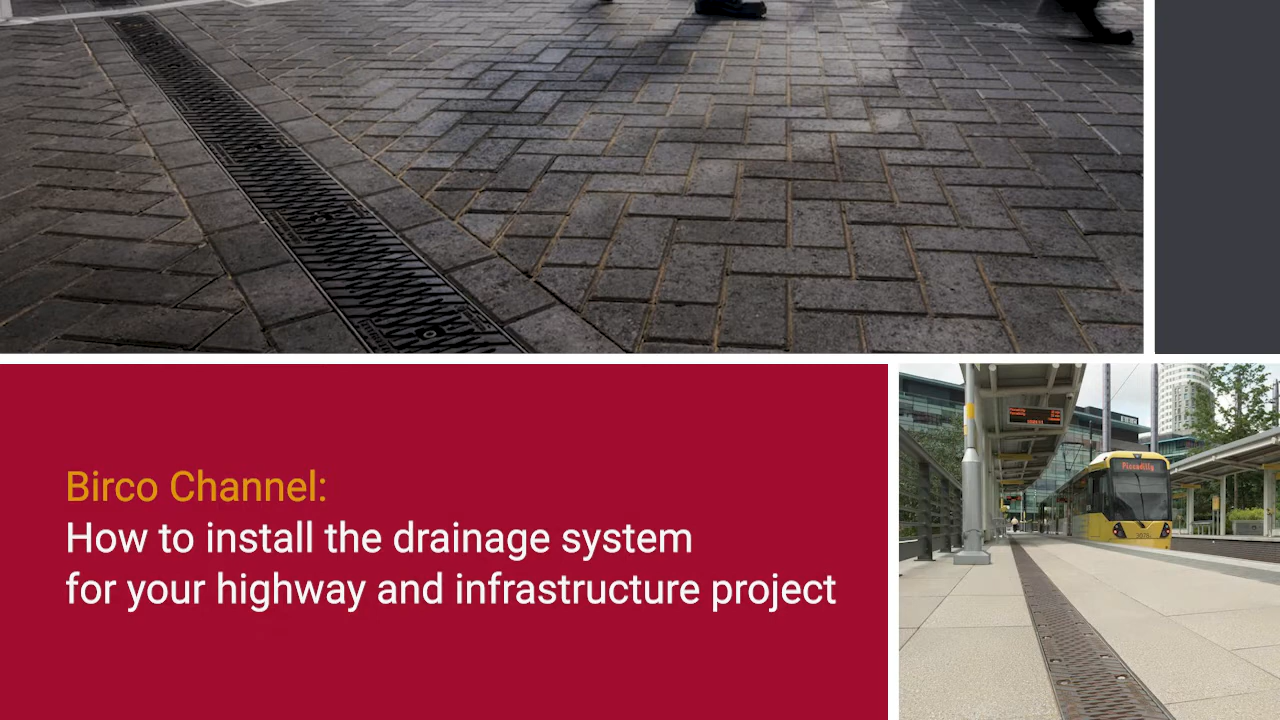 Birco Channel:
How to install the drainage system
for your highway and infrastructure project
Piccadilly